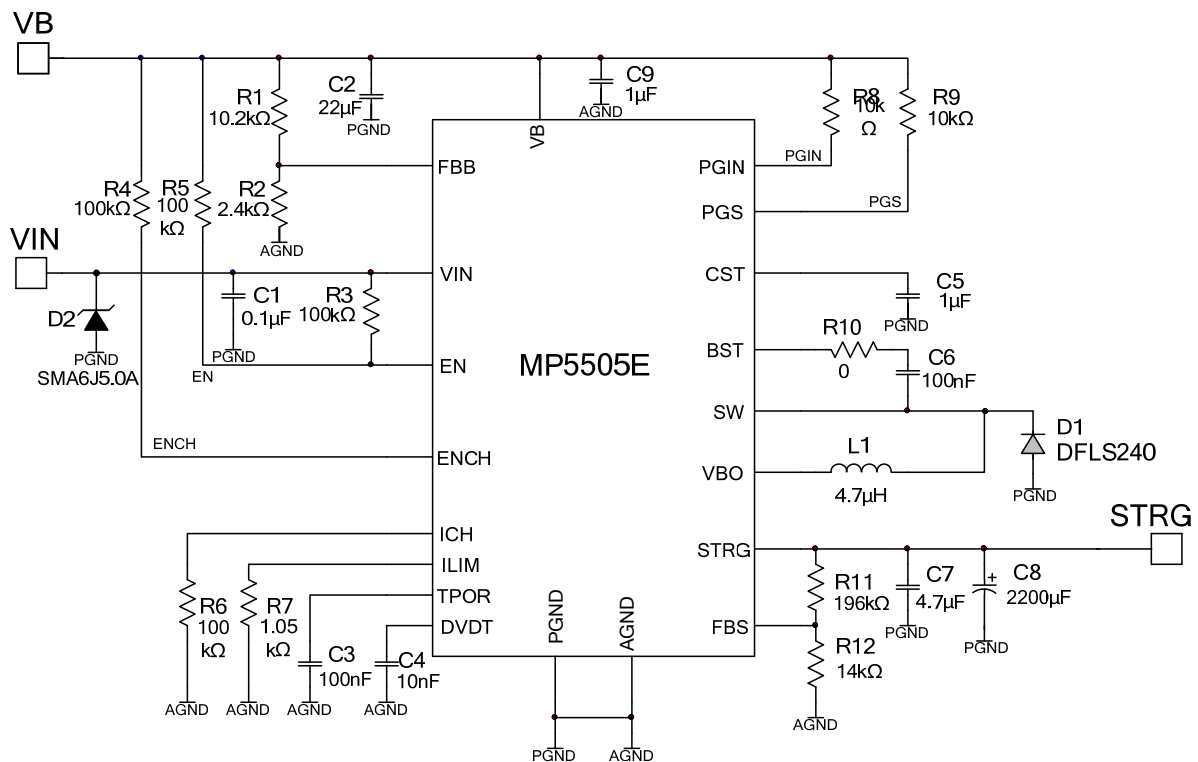 VB
R1
10.2kΩ
C2
22µF
PGND
VB
C9
1µF
AGND
R8
10k
Ω
R9
10kΩ
FBB
PGIN
PGIN
R4
100kΩ
R5
100
kΩ
R2
2.4kΩ
AGND
PGS
PGS
VIN
VIN
CST
D2
PGND
SMA6J5.0A
C1
0.1µF
PGND
R3
100kΩ
C5
1µF
PGND
EN
EN
MP5505E
BST
R10
0
C6
100nF
SW
D1
DFLS240
PGND
ENCH
ENCH
VBO
L1
4.7µH
STRG
ICH
STRG
ILIM
TPOR
DVDT
FBS
R6
100
kΩ
R7
1.05
kΩ
C3
100nF
C4
10nF
PGND
AGND
R11
196kΩ
C7
4.7µF
PGND
C8
2200µF
PGND
R12
14kΩ
AGND
AGND
AGND
AGND
AGND
PGND
AGND